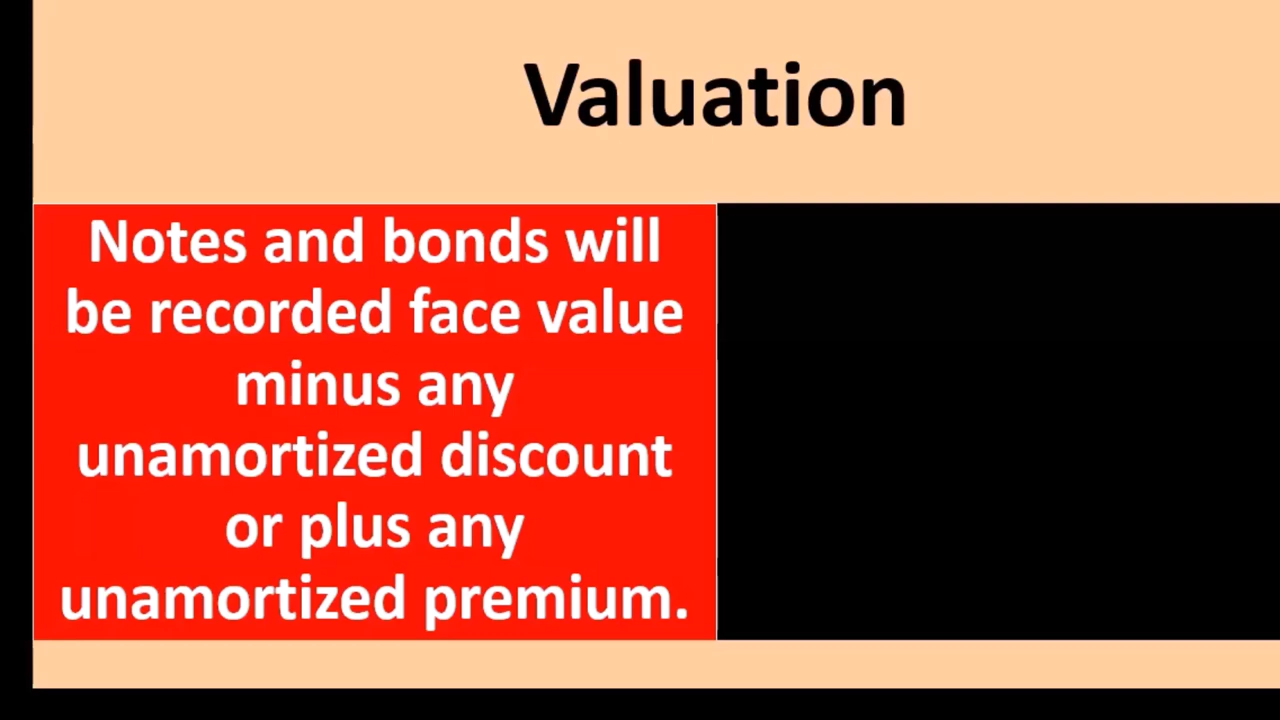 Valuation
Notes and bonds will
be recorded face value
minus any
unamortized discount
or plus any
unamortized premium.